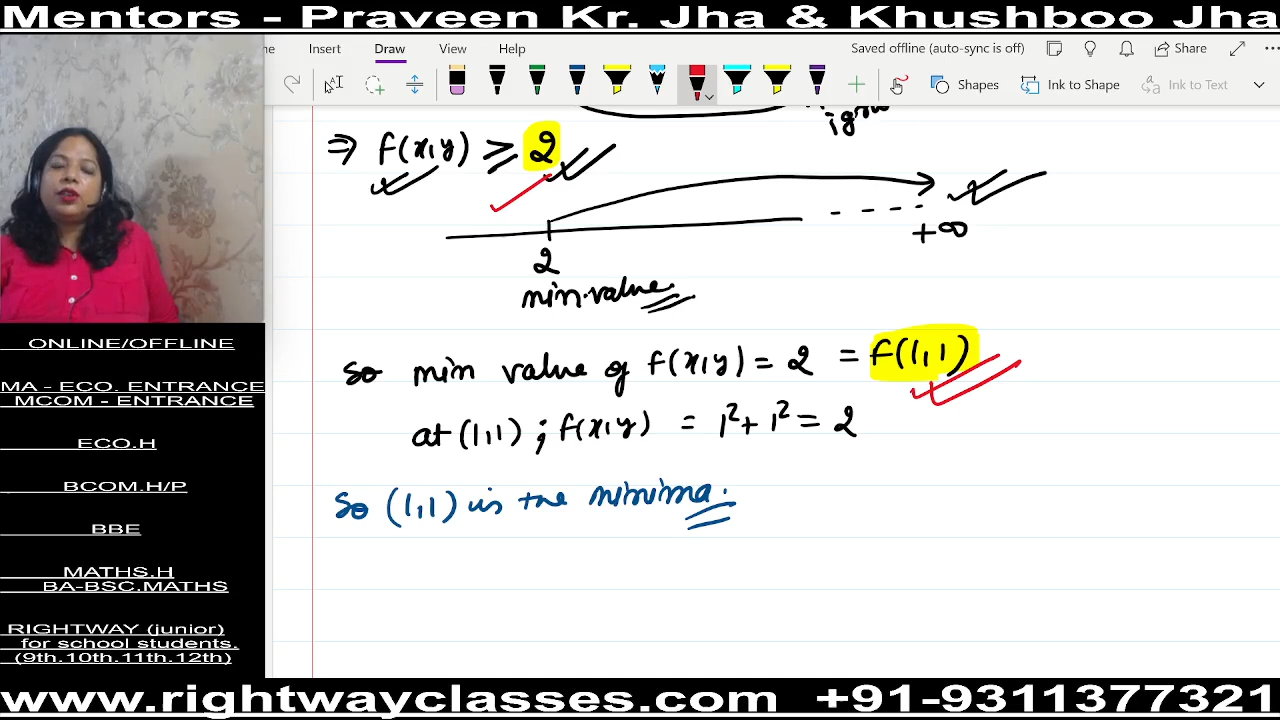 Mentors - Praveen Kr. Jha & Khushboo Jha
Insert Draw View Help Saved offline (auto-sync is off) Share
Shapes Ink to Shape Ink to Text
⇒ f(x,y) ≥ 2
+∞
2
min. value.
So min value of f(x,y) = 2 = f(1,1)
at (1,1) ; f(x,y) = 1²+ 1² = 2
So (1,1) is the minima.
ONLINE/OFFLINE
MA - ECO. ENTRANCE
MCOM - ENTRANCE
ECO.H
BCOM.H/P
BBE
MATHS.H
BA-BSC.MATHS
RIGHTWAY (junior)
for school students.
(9th.10th.11th.12th)
www.rightwayclasses.com +91-9311377321